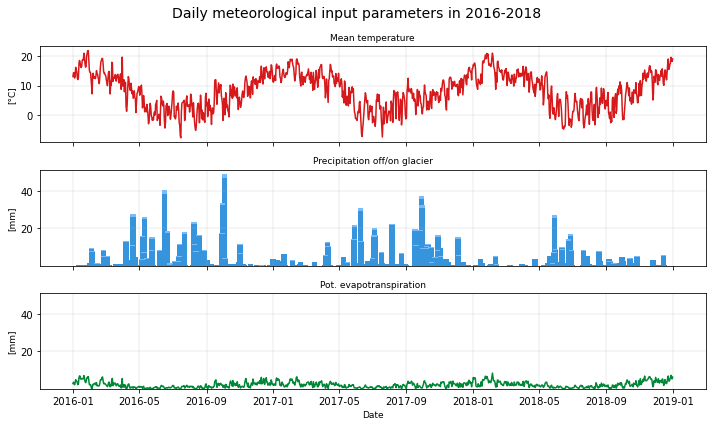 Daily meteorological input parameters in 2016-2018
Mean temperature
20
10
0
[°C]
Precipitation off/on glacier
40
20
[mm]
Pot. evapotranspiration
40
20
[mm]
2016-01 2016-05 2016-09 2017-01 2017-05 2017-09 2018-01 2018-05 2018-09 2019-01
Date